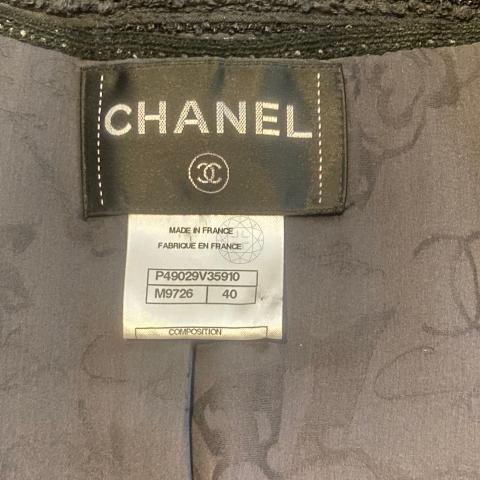 CHANEL
MADE IN FRANCE
FABRIQUE EN FRANCE
P49029V35910
M9726 40
COMPOSITION